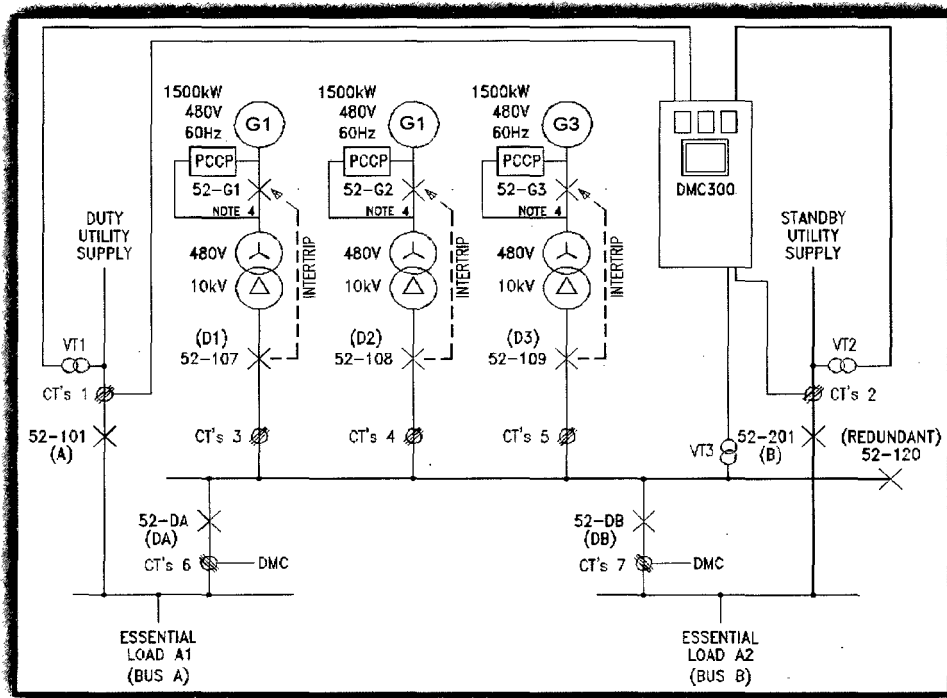 1500kW
480V
60Hz
G1
PCCP
52-G1
NOTE 4
480V
10kV
INTERTRIP
(D1)
52-107
CT's 3
1500kW
480V
60Hz
G1
PCCP
52-G2
NOTE 4
480V
10kV
INTERTRIP
(D2)
52-108
CT's 4
1500kW
480V
60Hz
G3
PCCP
52-G3
NOTE 4
480V
10kV
INTERTRIP
(D3)
52-109
CT's 5
DMC300
DUTY
UTILITY
SUPPLY
VT1
CT's 1
52-101
(A)
STANDBY
UTILITY
SUPPLY
VT2
CT's 2
VT3
52-201
(B)
(REDUNDANT)
52-120
52-DA
(DA)
CT's 6
DMC
52-DB
(DB)
CT's 7
DMC
ESSENTIAL
LOAD A1
(BUS A)
ESSENTIAL
LOAD A2
(BUS B)